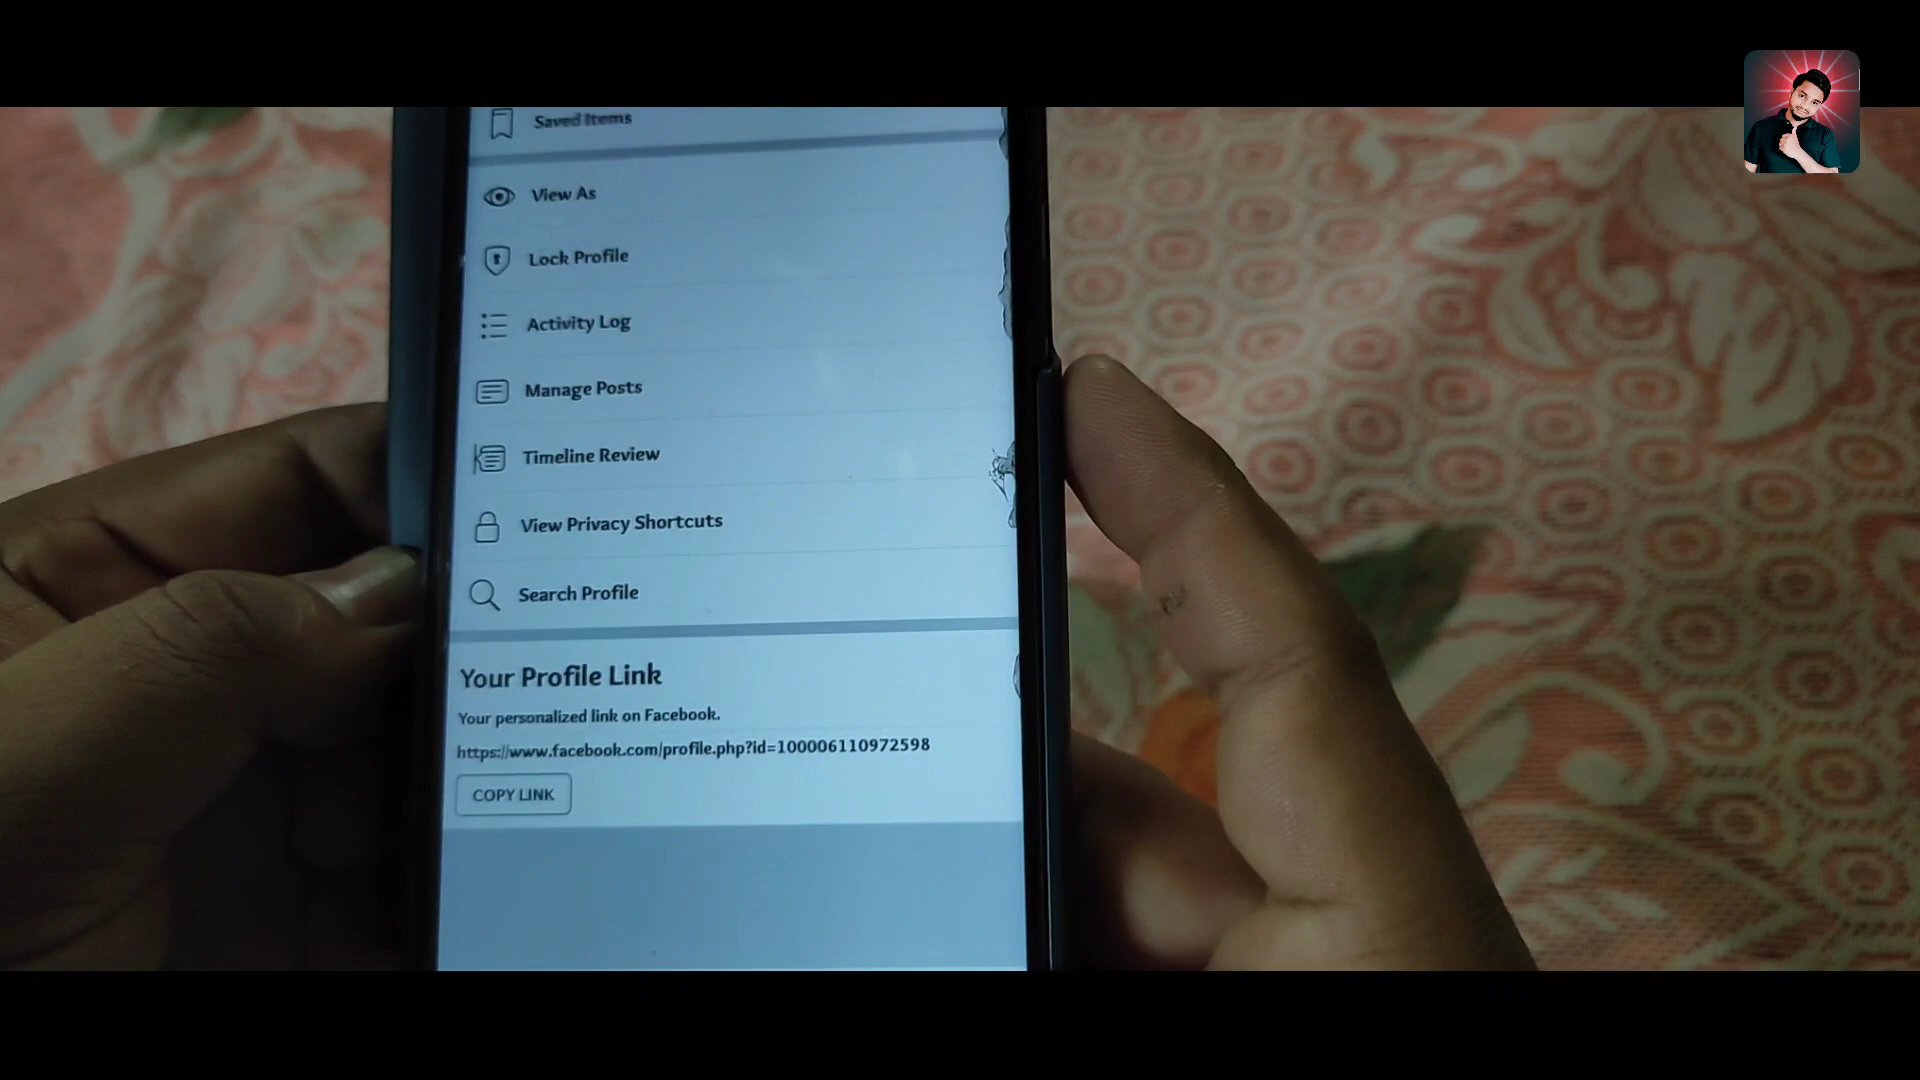 Saved Items
View As
Lock Profile
Activity Log
Manage Posts
Timeline Review
View Privacy Shortcuts
Search Profile
Your Profile Link
Your personalized link on Facebook.
https://www.facebook.com/profile.php?id=100006110972598
COPY LINK